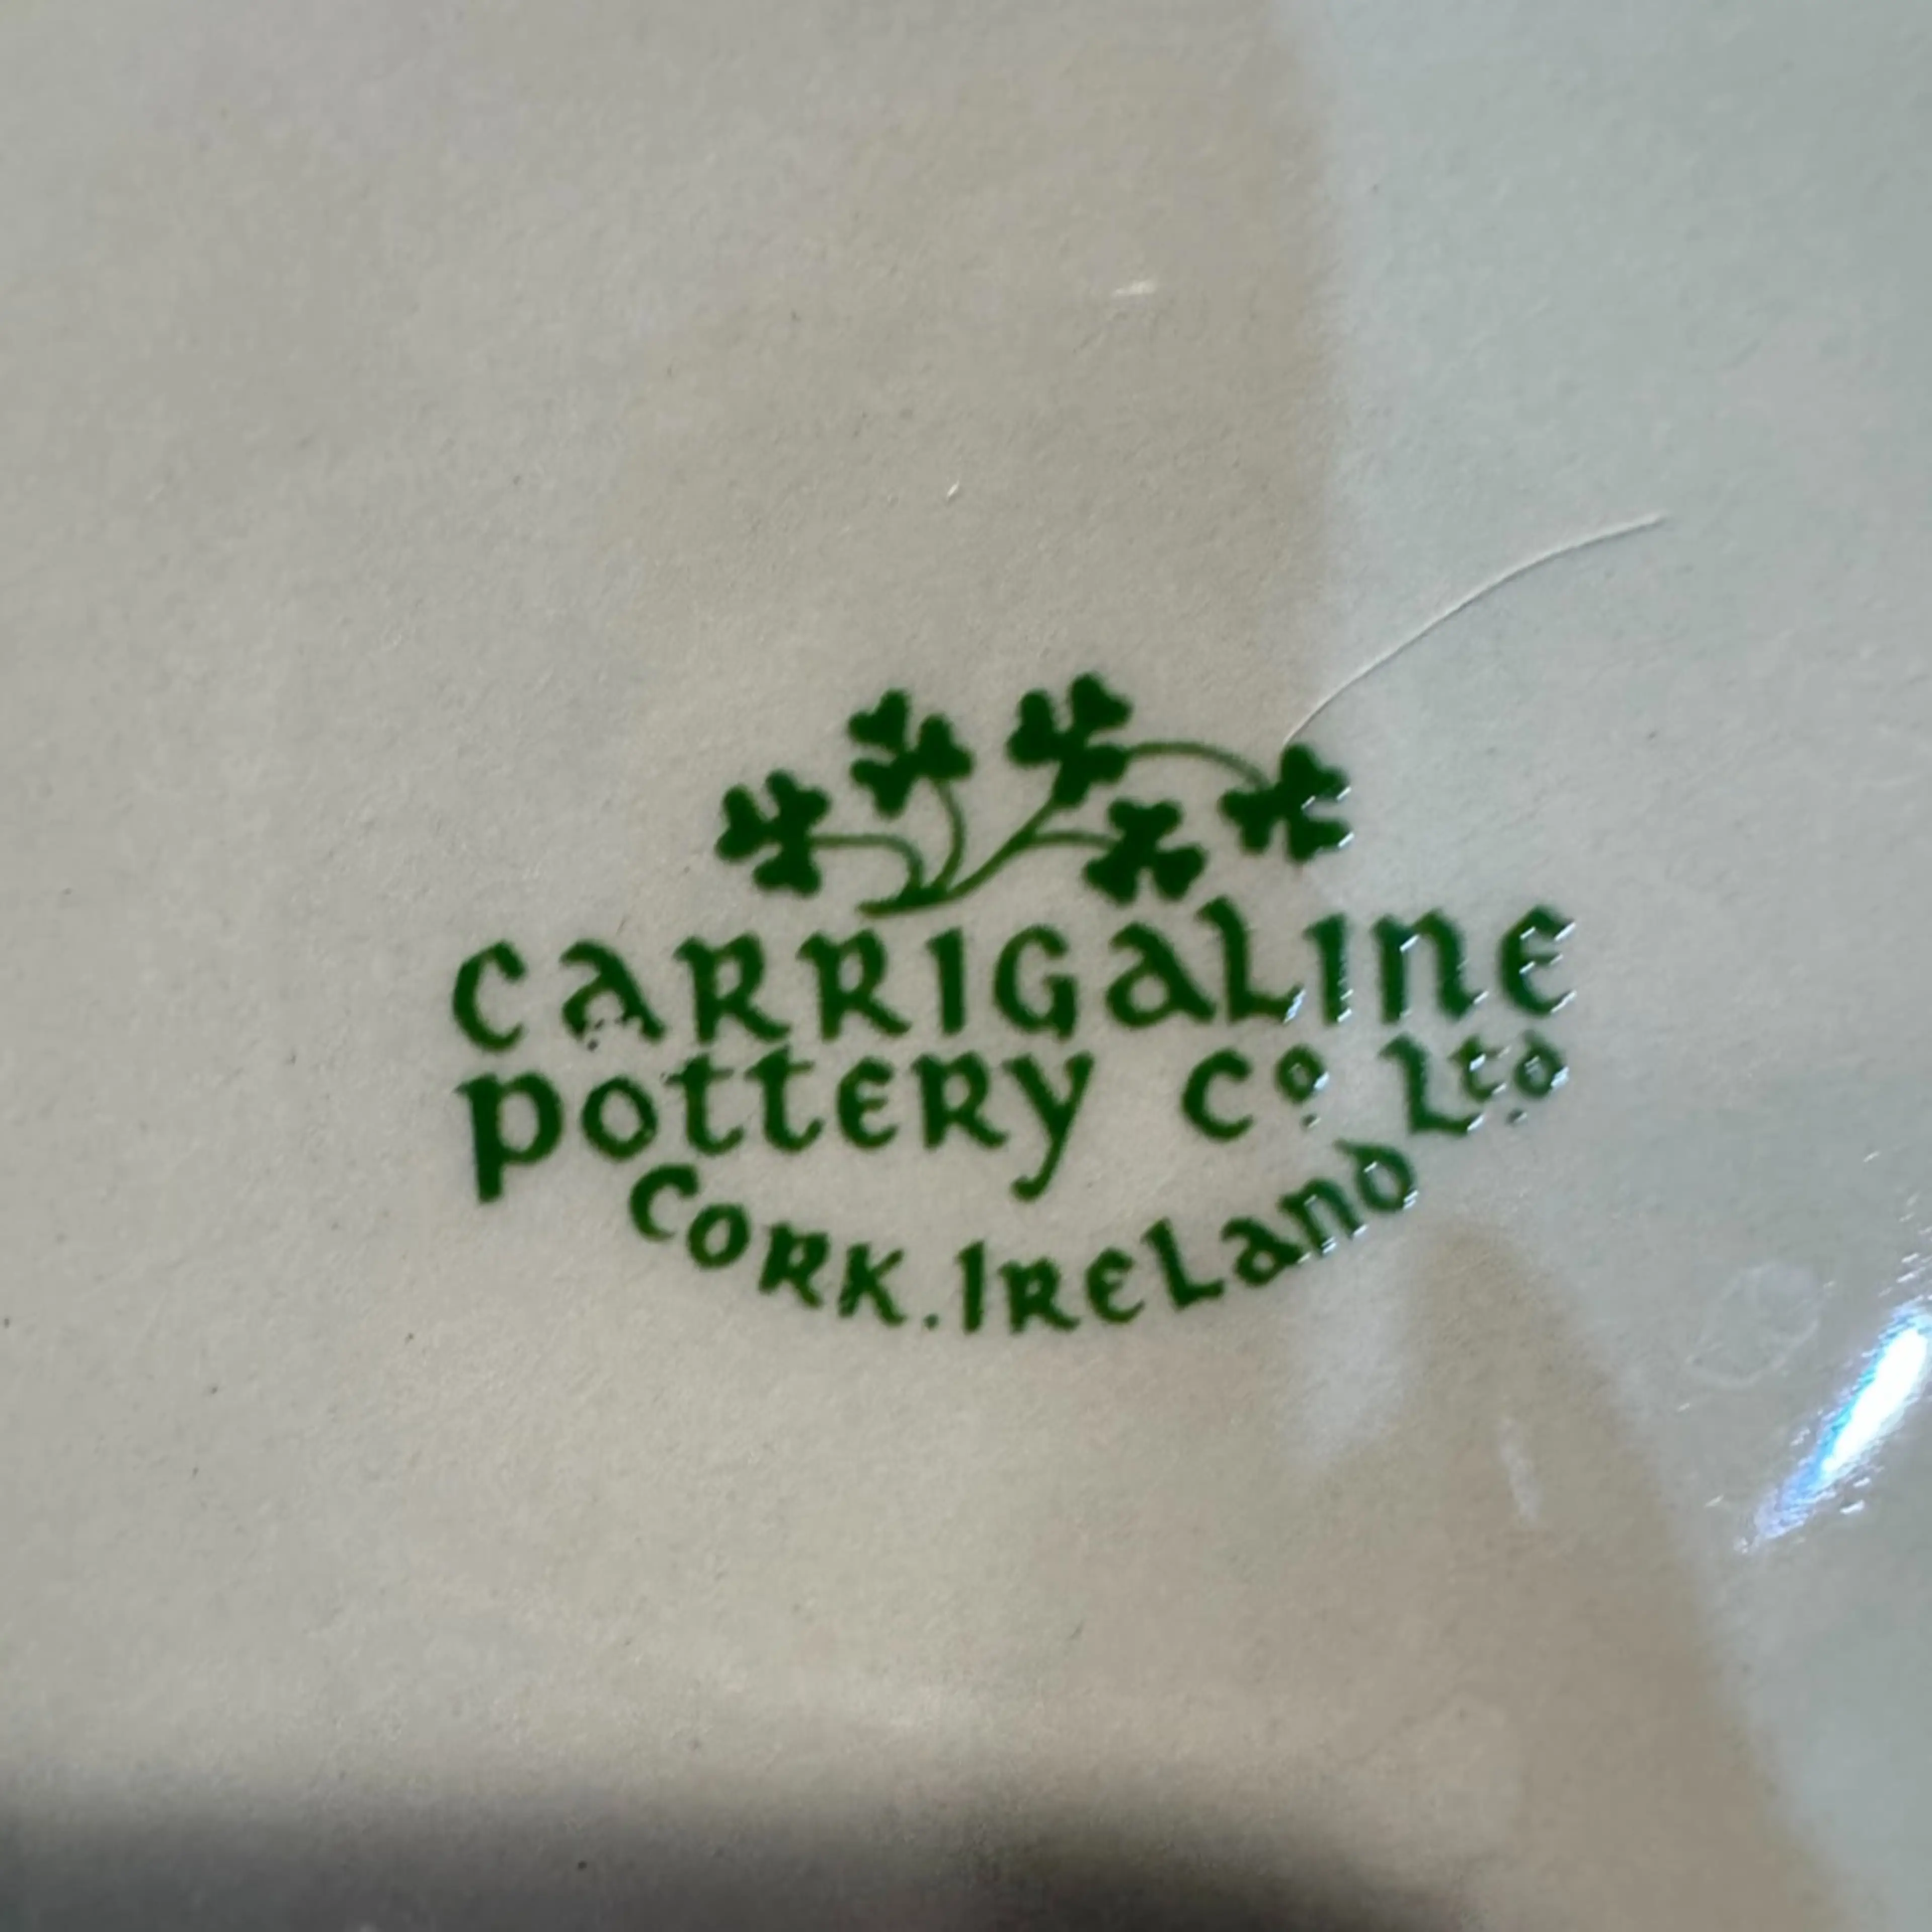 CARRIGALINE
POTTERY Co. Ltd.
CORK. IRELAND